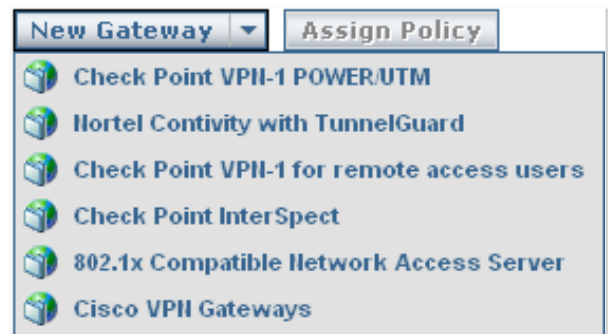 New Gateway Assign Policy
Check Point VPN-1 POWER/UTM
Nortel Contivity with TunnelGuard
Check Point VPN-1 for remote access users
Check Point InterSpect
802.1x Compatible Network Access Server
Cisco VPN Gateways